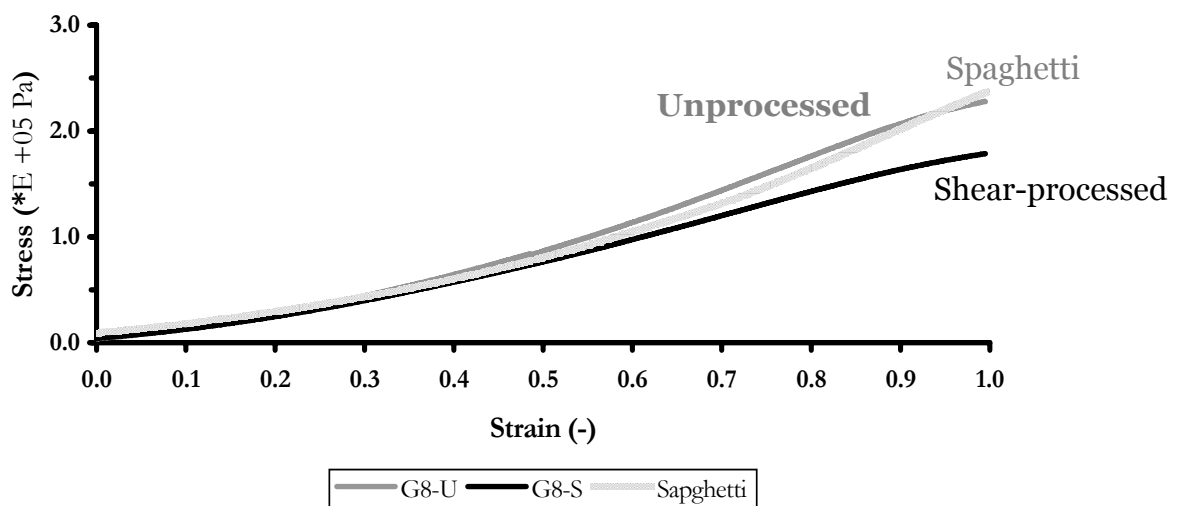 3.0
Spaghetti
Unprocessed
2.0
Stress (*E +05 Pa)
Shear-processed
1.0
0.0
0.0 0.1 0.2 0.3 0.4 0.5 0.6 0.7 0.8 0.9 1.0
Strain (-)
G8-U G8-S Sapghetti